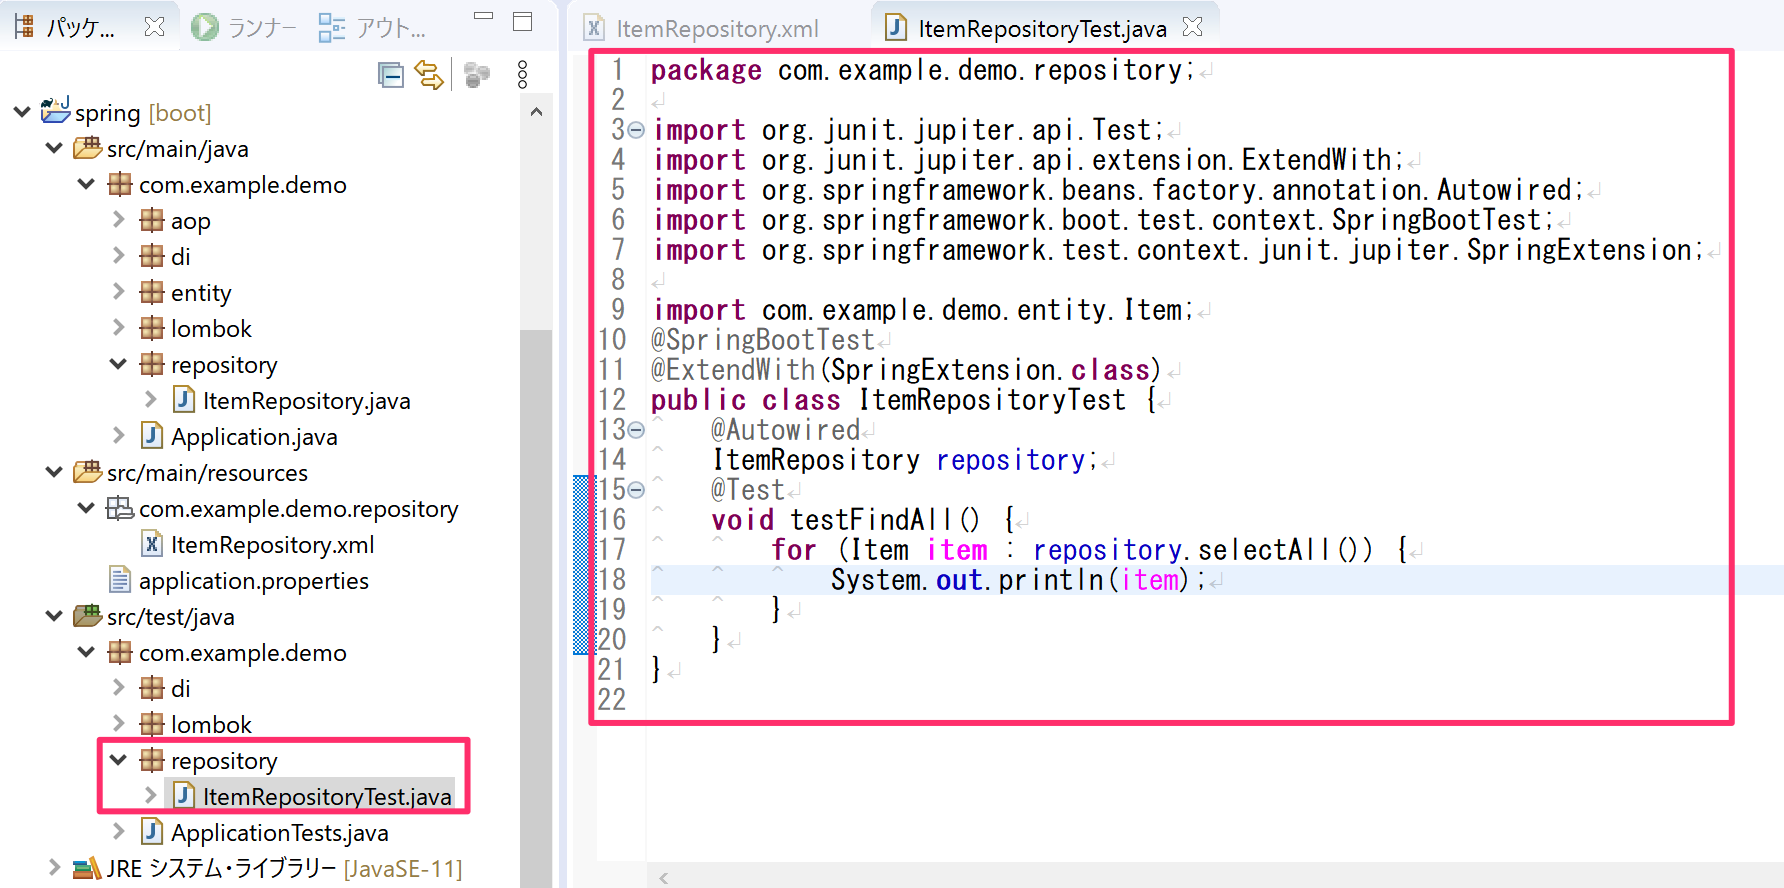 パッケ...
ランナー
アウト...
spring [boot]
src/main/java
com.example.demo
aop
di
entity
lombok
repository
ItemRepository.java
Application.java
src/main/resources
com.example.demo.repository
ItemRepository.xml
application.properties
src/test/java
com.example.demo
di
lombok
repository
ItemRepositoryTest.java
ApplicationTests.java
JRE システム・ライブラリー [JavaSE-11]
ItemRepository.xml
ItemRepositoryTest.java
1 package com.example.demo.repository;
2
3 import org.junit.jupiter.api.Test;
4 import org.junit.jupiter.api.extension.ExtendWith;
5 import org.springframework.beans.factory.annotation.Autowired;
6 import org.springframework.boot.test.context.SpringBootTest;
7 import org.springframework.test.context.junit.jupiter.SpringExtension;
8
9 import com.example.demo.entity.Item;
10 @SpringBootTest
11 @ExtendWith(SpringExtension.class)
12 public class ItemRepositoryTest {
13 @Autowired
14 ItemRepository repository;
15 @Test
16 void testFindAll() {
17 for (Item item : repository.selectAll()) {
18 System.out.println(item);
19 }
20 }
21 }
22